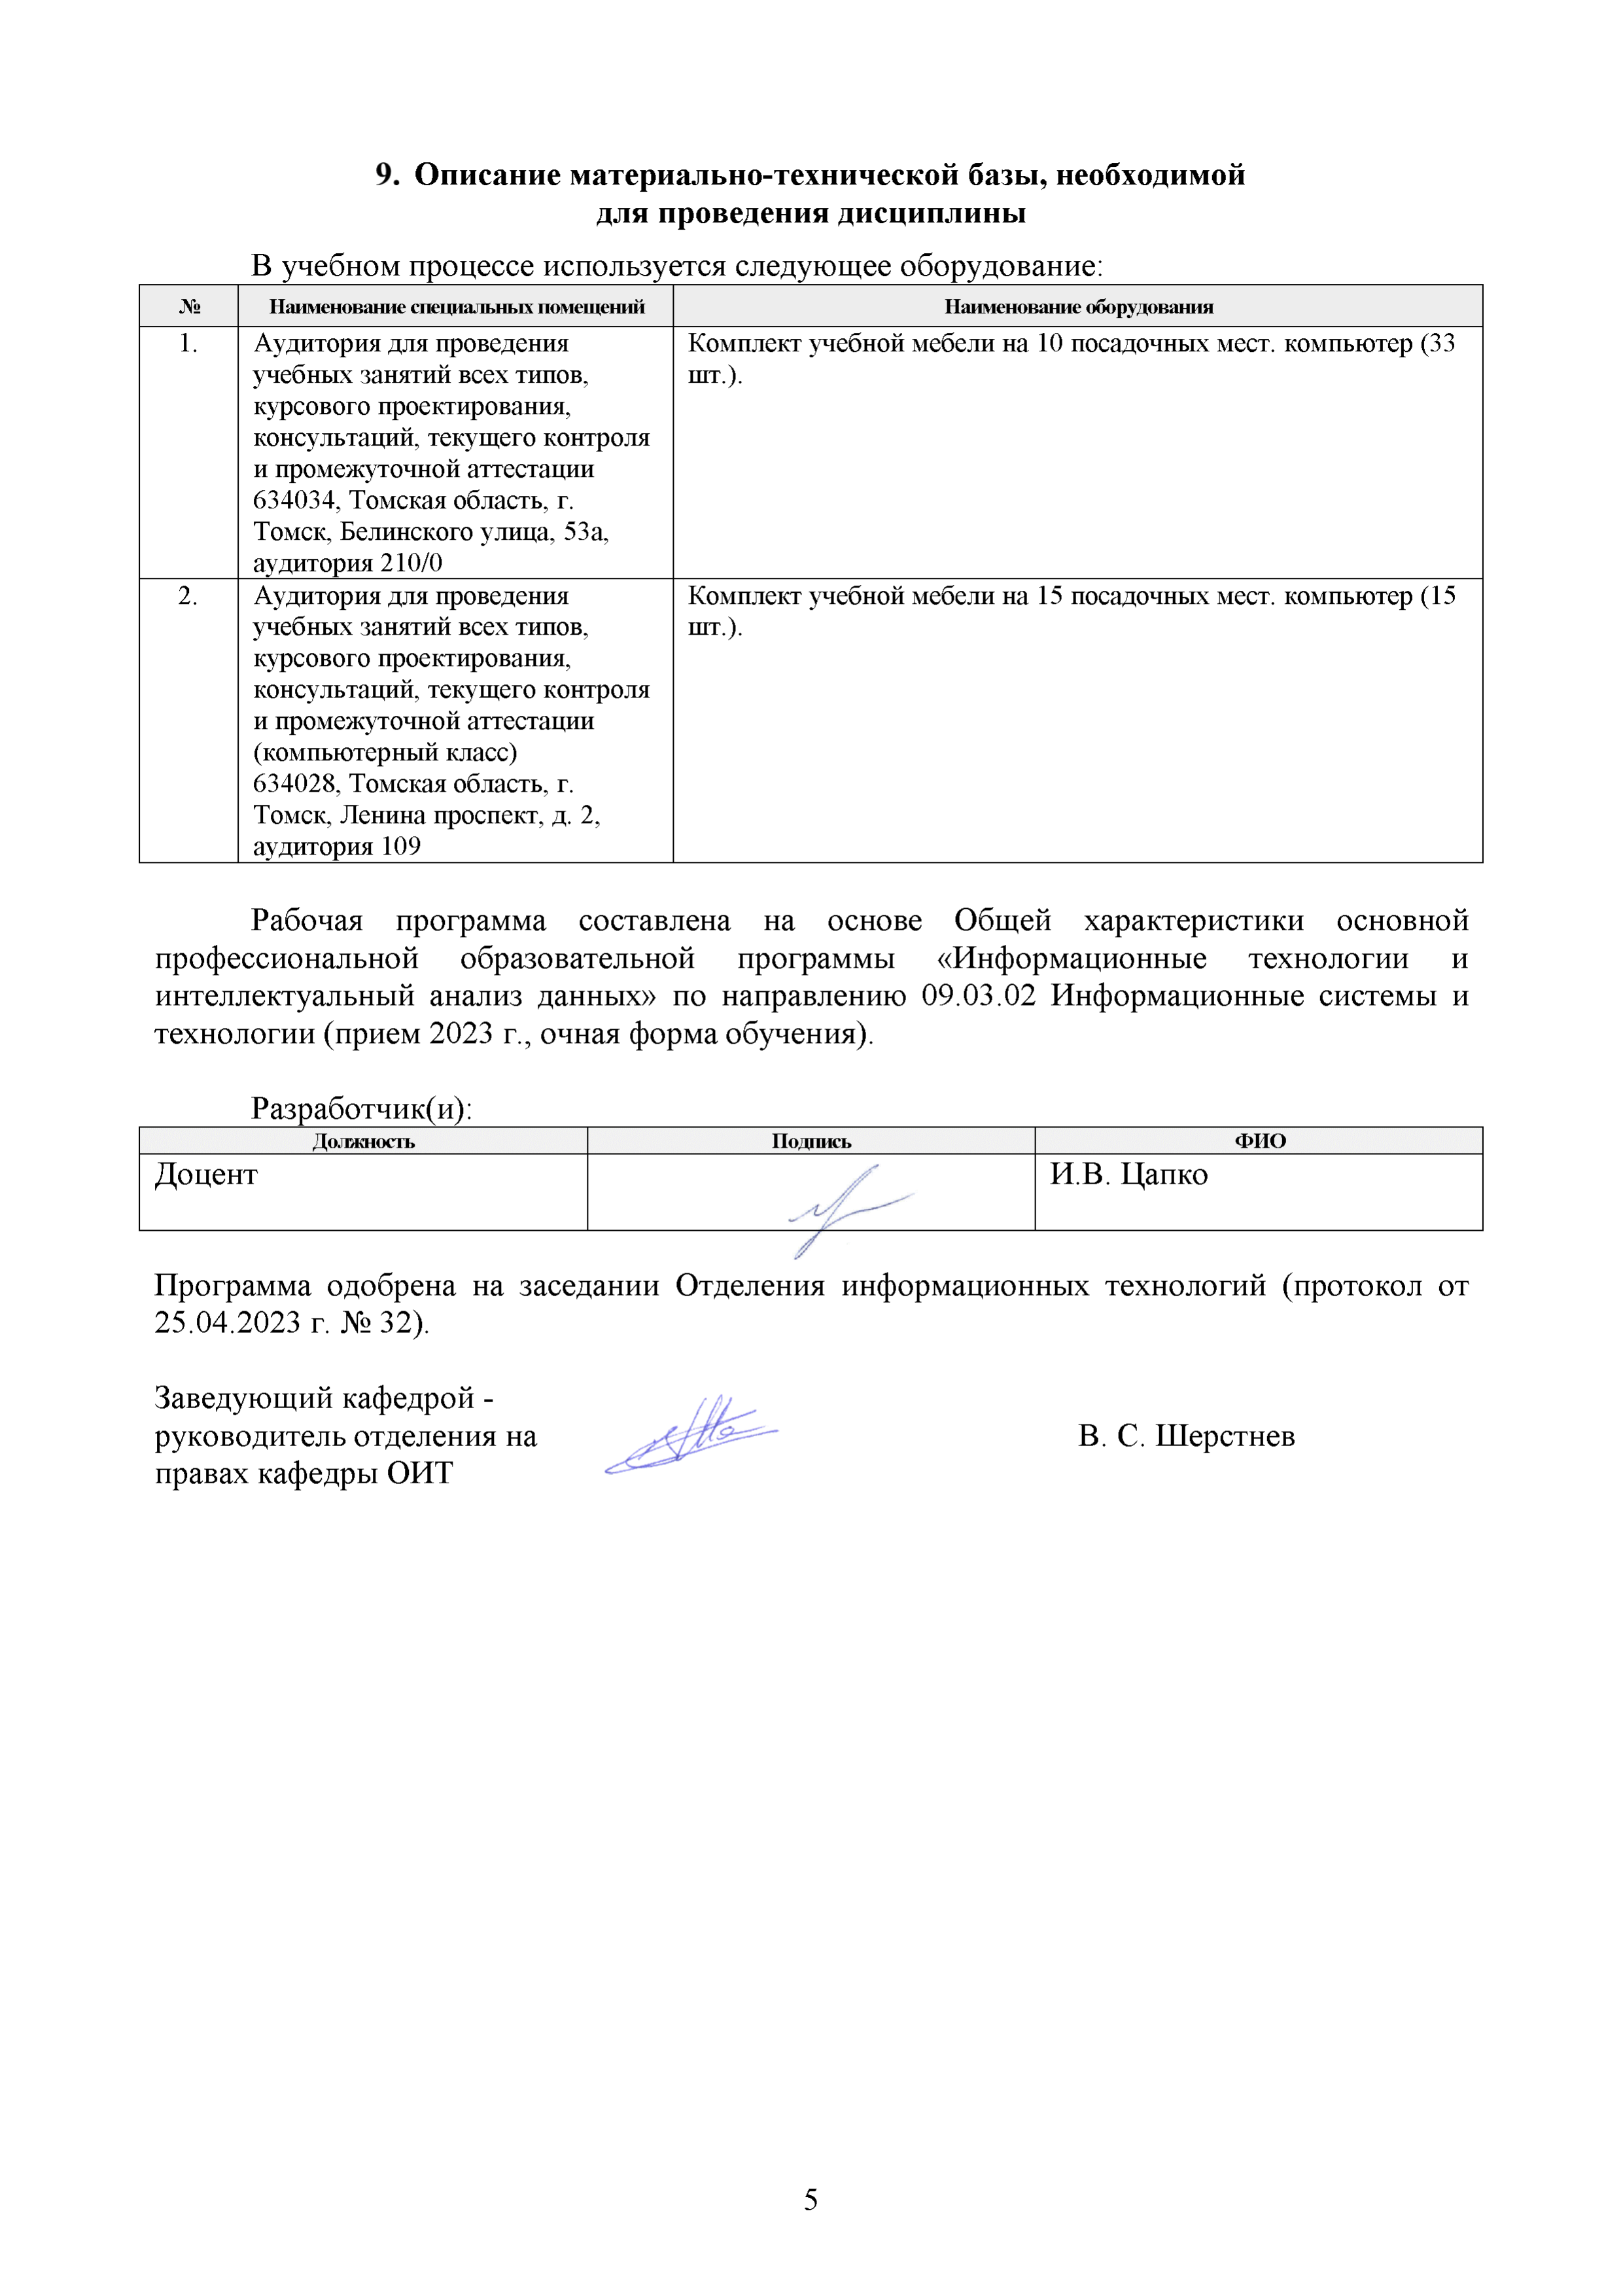 9. Описание материально-технической базы, необходимой
для проведения дисциплины
В учебном процессе используется следующее оборудование:
№ Наименование специальных помещений Наименование оборудования
1. Аудитория для проведения
учебных занятий всех типов,
курсового проектирования,
консультаций, текущего контроля
и промежуточной аттестации
634034, Томская область, г.
Томск, Белинского улица, 53а,
аудитория 210/0
Комплект учебной мебели на 10 посадочных мест. компьютер (33
шт.).
2. Аудитория для проведения
учебных занятий всех типов,
курсового проектирования,
консультаций, текущего контроля
и промежуточной аттестации
(компьютерный класс)
634028, Томская область, г.
Томск, Ленина проспект, д. 2,
аудитория 109
Комплект учебной мебели на 15 посадочных мест. компьютер (15
шт.).
Рабочая программа составлена на основе Общей характеристики основной
профессиональной образовательной программы «Информационные технологии и
интеллектуальный анализ данных» по направлению 09.03.02 Информационные системы и
технологии (прием 2023 г., очная форма обучения).
Разработчик(и):
Должность Подпись ФИО
Доцент И.В. Цапко
Программа одобрена на заседании Отделения информационных технологий (протокол от
25.04.2023 г. № 32).
Заведующий кафедрой -
руководитель отделения на
правах кафедры ОИТ
В. С. Шерстнев
5